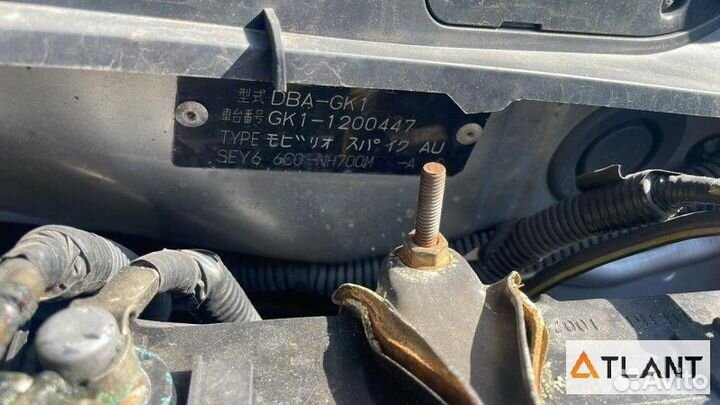 型式 DBA-GK1
車台番号 GK1-1200447
TYPE モビリオ スパイク AU
SEY6 6C0 -NH700M -A
ATLANT
Avito